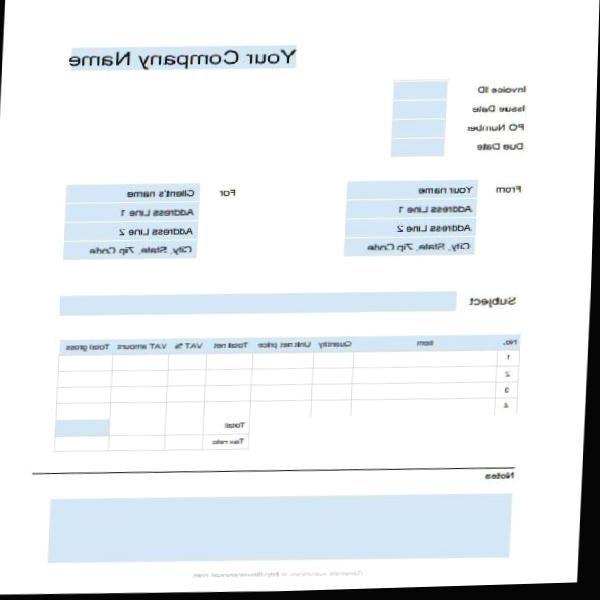 Your Company Name
Invoice ID
Issue Date
PO Number
Due Date
From
Your name
Address Line 1
Address Line 2
City, State, Zip Code
For
Client's name
Address Line 1
Address Line 2
City, State, Zip Code
Subject
No. Item Quantity Unit net price Total net VAT % VAT amount Total gross
1
2
3
4
Total
Tax rate
Notes